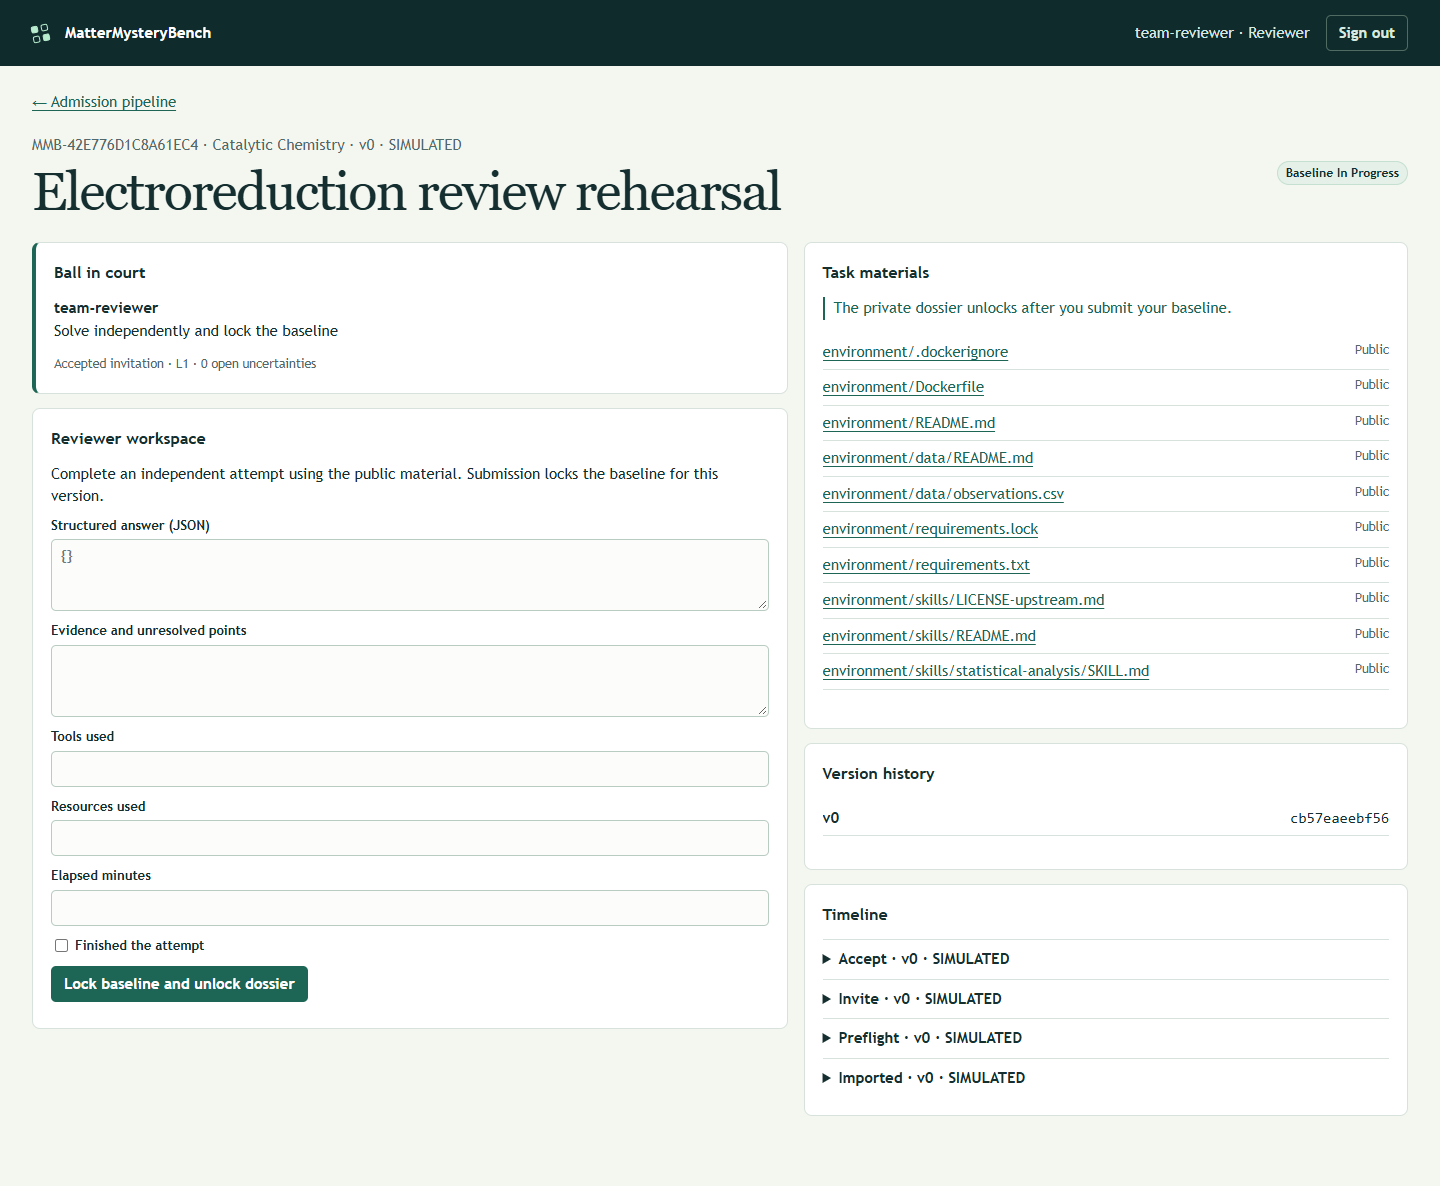 MatterMysteryBench
team-reviewer · Reviewer
Sign out
← Admission pipeline
MMB-42E776D1C8A61EC4 · Catalytic Chemistry · v0 · SIMULATED
Electroreduction review rehearsal
Baseline In Progress
Ball in court
team-reviewer
Solve independently and lock the baseline
Accepted invitation · L1 · 0 open uncertainties
Reviewer workspace
Complete an independent attempt using the public material. Submission locks the baseline for this
version.
Structured answer (JSON)
{}
Evidence and unresolved points
Tools used
Resources used
Elapsed minutes
Finished the attempt
Lock baseline and unlock dossier
Task materials
The private dossier unlocks after you submit your baseline.
environment/.dockerignore Public
environment/Dockerfile Public
environment/README.md Public
environment/data/README.md Public
environment/data/observations.csv Public
environment/requirements.lock Public
environment/requirements.txt Public
environment/skills/LICENSE-upstream.md Public
environment/skills/README.md Public
environment/skills/statistical-analysis/SKILL.md Public
Version history
v0 cb57eaeebf56
Timeline
Accept · v0 · SIMULATED
Invite · v0 · SIMULATED
Preflight · v0 · SIMULATED
Imported · v0 · SIMULATED